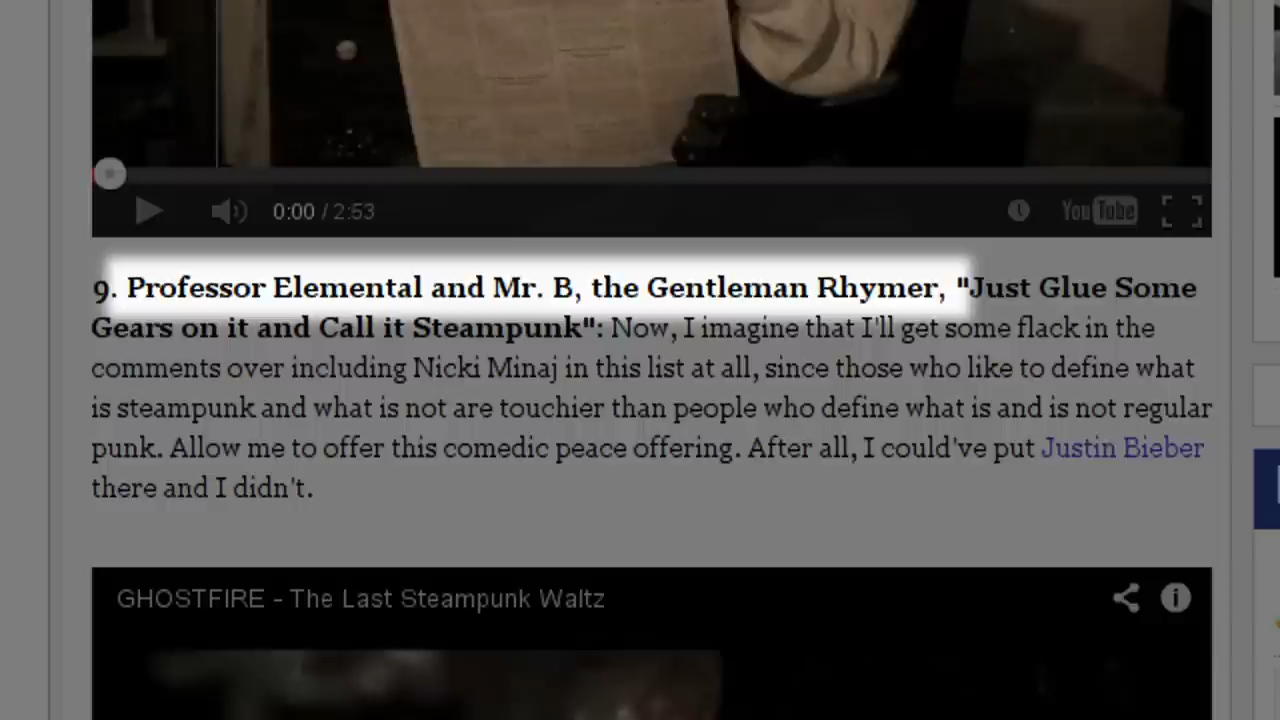 0:00 / 2:53
YouTube
9. Professor Elemental and Mr. B, the Gentleman Rhymer, "Just Glue Some
Gears on it and Call it Steampunk": Now, I imagine that I'll get some flack in the
comments over including Nicki Minaj in this list at all, since those who like to define what
is steampunk and what is not are touchier than people who define what is and is not regular
punk. Allow me to offer this comedic peace offering. After all, I could've put Justin Bieber
there and I didn't.
GHOSTFIRE - The Last Steampunk Waltz